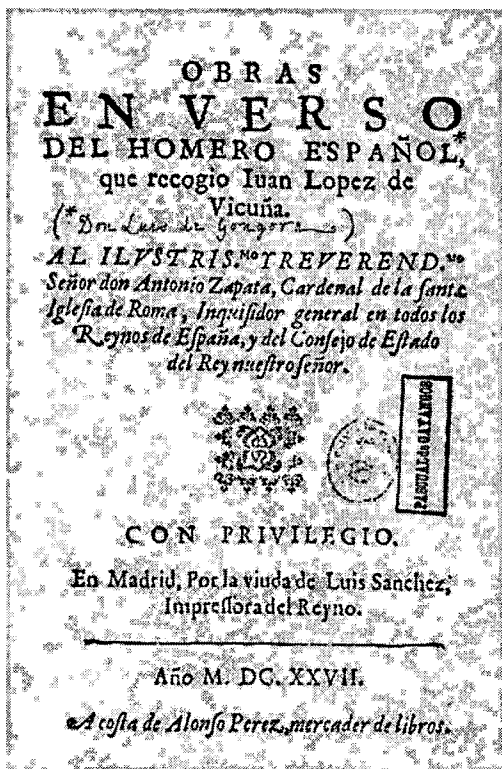 OBRAS
EN VERSO
DEL HOMERO ESPAÑOL,*
que recogio Iuan Lopez de
Vicuña.
(*Don Luis de Gongora)
AL ILVSTRIS.MO Y REVEREND.MO
Señor don Antonio Zapata, Cardenal de la santa
Iglesia de Roma, Inquisidor general en todos los
Reynos de España, y del Consejo de Estado
del Rey nuestro señor.
CON PRIVILEGIO.
En Madrid, Por la viuda de Luis Sanchez,
Impressora del Reyno.
Año M. DC. XXVII.
A costa de Alonso Perez, mercader de libros.